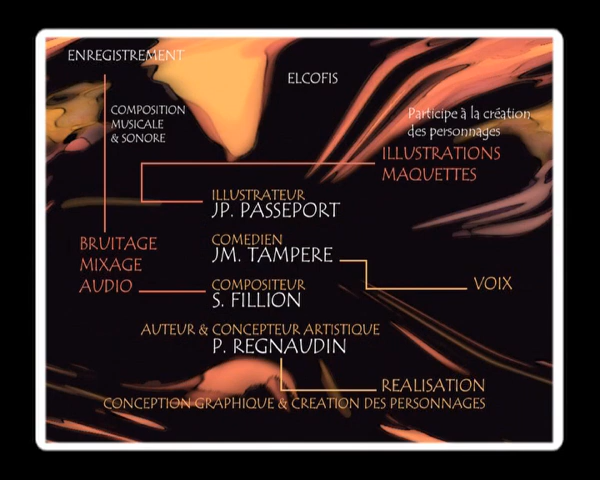 ENREGISTREMENT
ELCOFIS
COMPOSITION
MUSICALE
& SONORE
Participe à la création
des personnages
ILLUSTRATIONS
MAQUETTES
ILLUSTRATEUR
JP. PASSEPORT
BRUITAGE
MIXAGE
AUDIO
COMEDIEN
JM. TAMPERE
VOIX
COMPOSITEUR
S. FILLION
AUTEUR & CONCEPTEUR ARTISTIQUE
P. REGNAUDIN
REALISATION
CONCEPTION GRAPHIQUE & CREATION DES PERSONNAGES